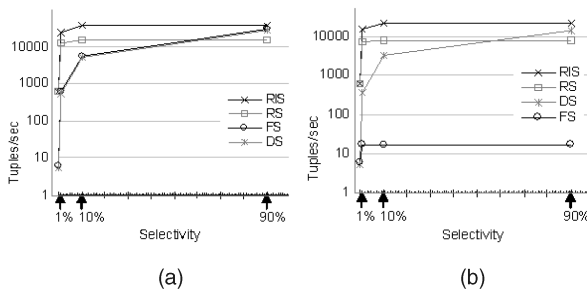 Tuples/sec
10000
1000
100
10
1
RIS
RS
FS
DS
1% 10% 90%
Selectivity
(a)
Tuples/sec
10000
1000
100
10
1
RIS
RS
DS
FS
1% 10% 90%
Selectivity
(b)